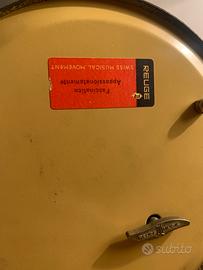 REUGE
SWISS MUSICAL MOVEMENT
Fascination
Appassionatamente
subito